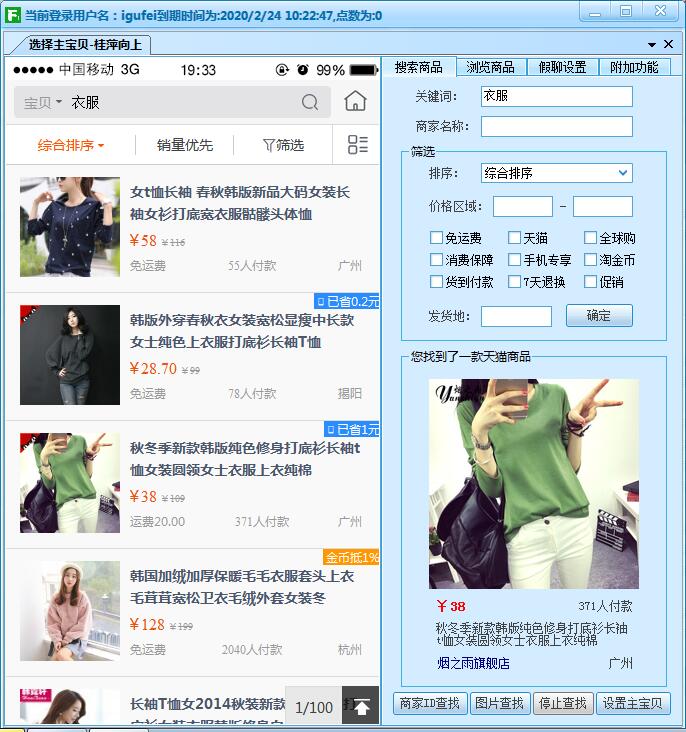 当前登录用户名：igufei到期时间为:2020/2/24 10:22:47,点数为:0
选择主宝贝-桂萍向上
中国移动 3G 19:33 99%
宝贝 衣服
综合排序 销量优先 筛选
女t恤长袖 春秋韩版新品大码女装长
袖女衫打底宽衣服骷髅头体恤
￥58 ￥116
免运费 55人付款 广州
已省0.2元
韩版外穿春秋衣女装宽松显瘦中长款
女士纯色上衣服打底衫长袖T恤
￥28.70 ￥99
免运费 78人付款 揭阳
已省1元
秋冬季新款韩版纯色修身打底衫长袖t
恤女装圆领女士衣服上衣纯棉
￥38 ￥109
运费20.00 371人付款 广州
金币抵1%
韩国加绒加厚保暖毛毛衣服套头上衣
毛茸茸宽松卫衣毛绒外套女装冬
￥128 ￥199
免运费 2040人付款 杭州
长袖T恤女2014秋装新款
1/100
搜索商品 浏览商品 假聊设置 附加功能
关键词： 衣服
商家名称：
筛选
排序： 综合排序
价格区域： -
免运费 天猫 全球购
消费保障 手机专享 淘金币
货到付款 7天退换 促销
发货地： 确定
您找到了一款天猫商品
￥38 371人付款
秋冬季新款韩版纯色修身打底衫长袖
t恤女装圆领女士衣服上衣纯棉
烟之雨旗舰店 广州
商家ID查找 图片查找 停止查找 设置主宝贝